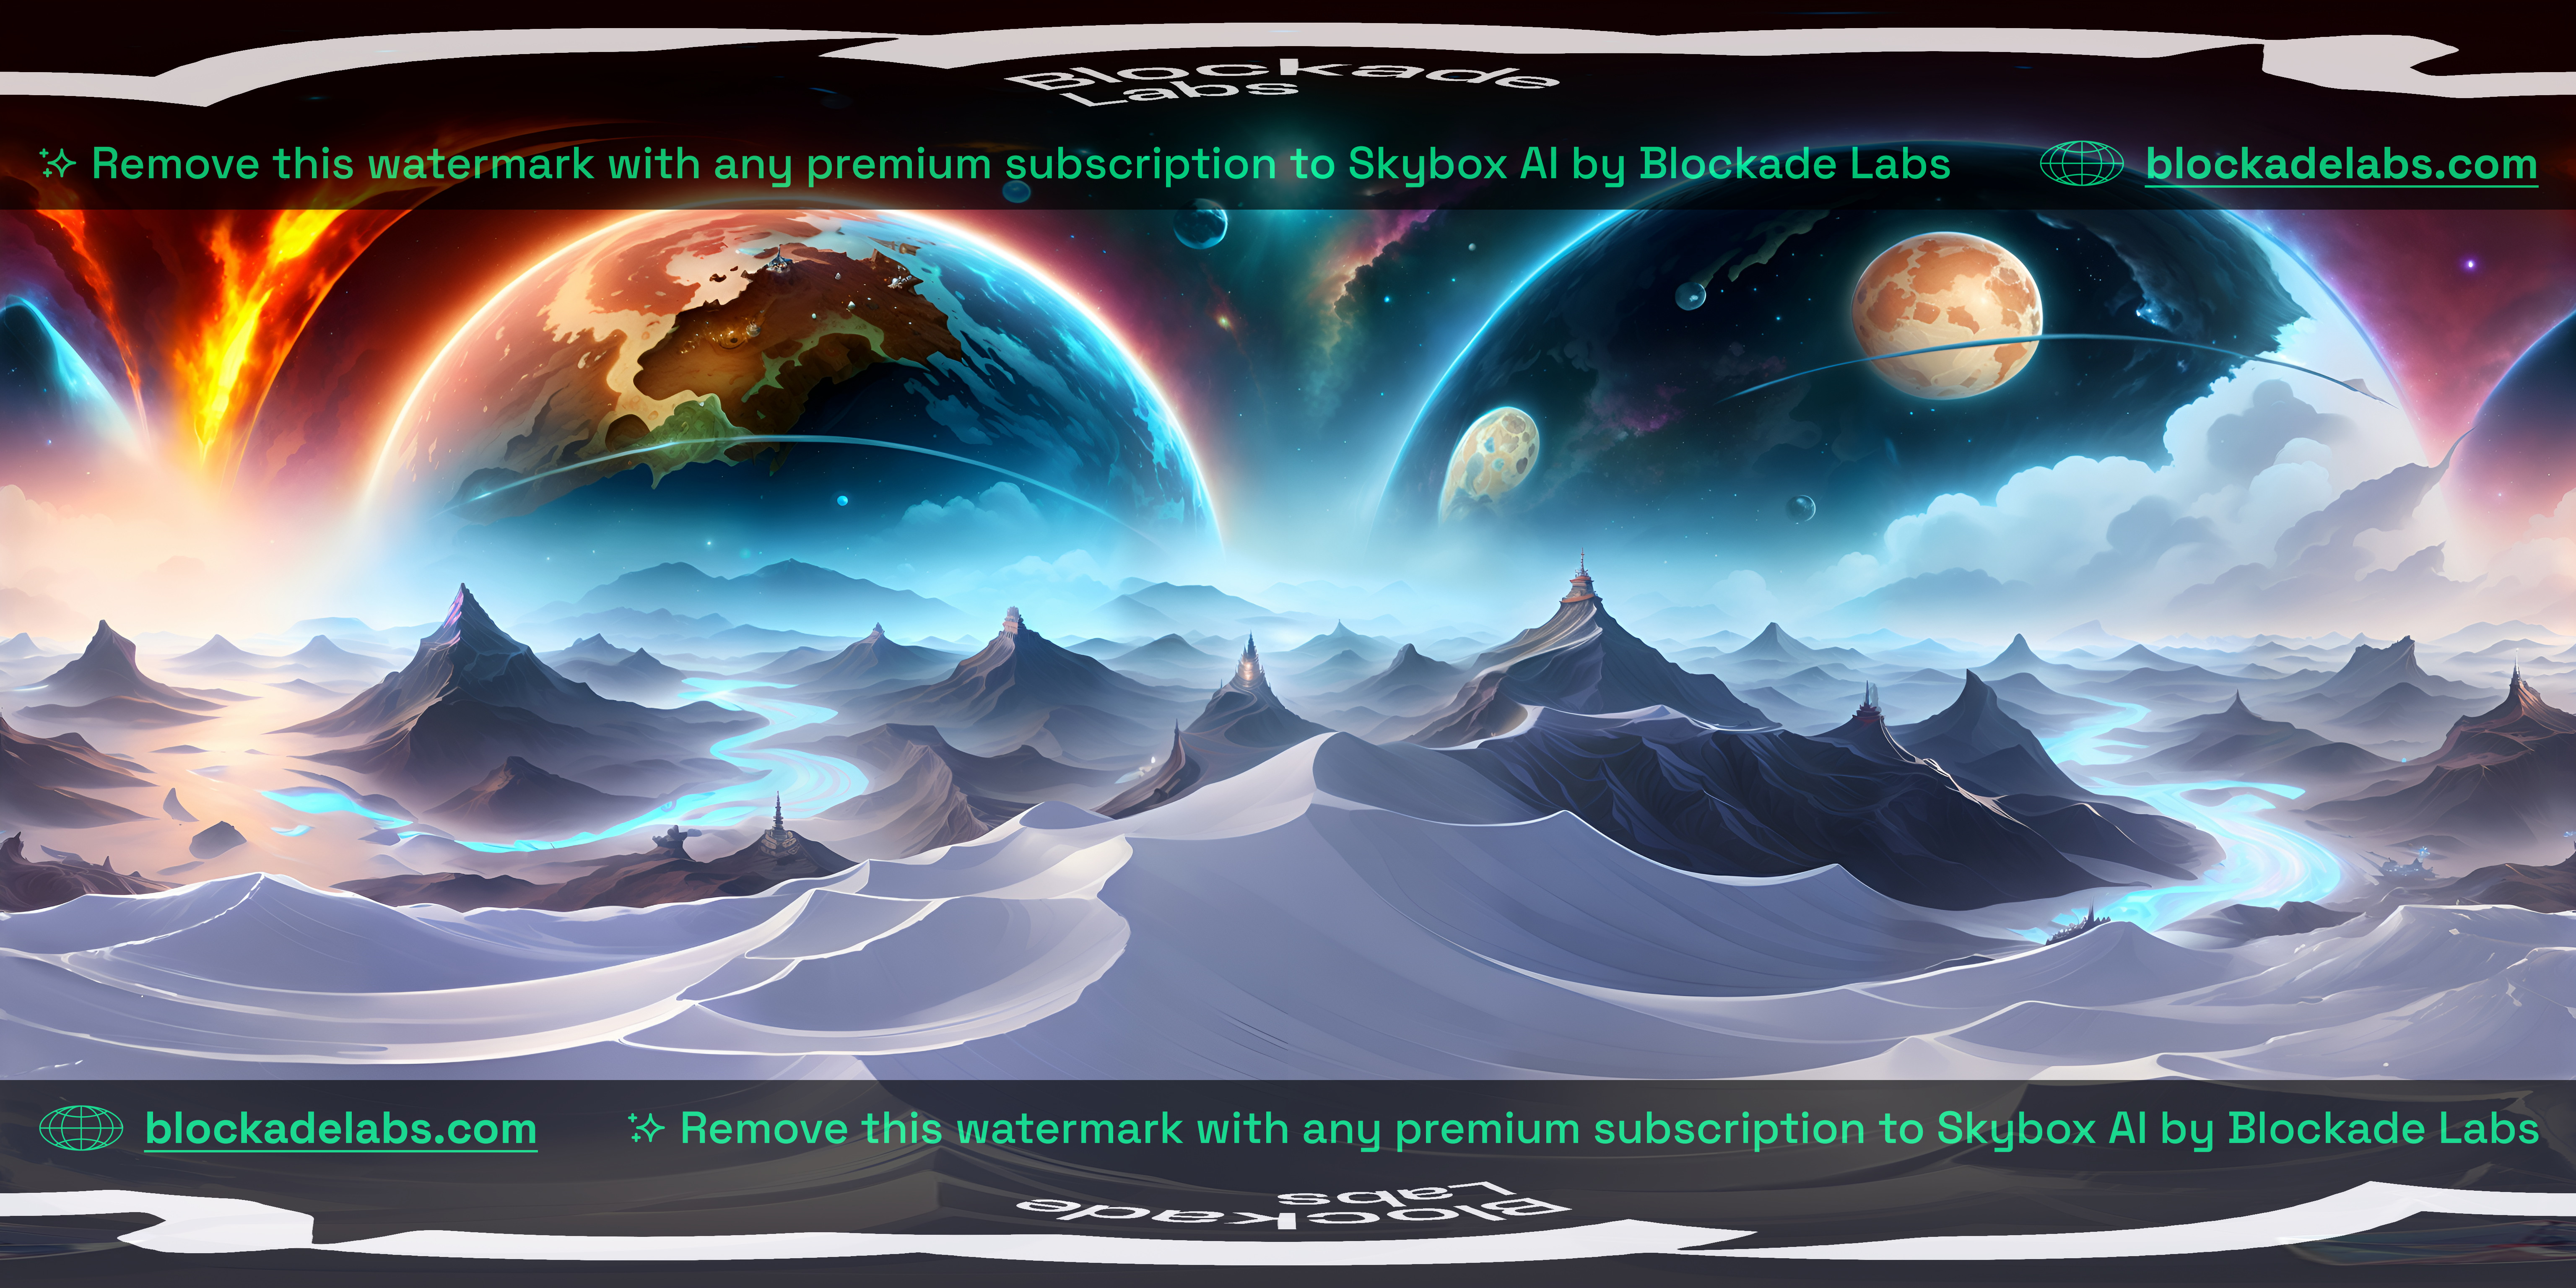 Blockade
Labs
Remove this watermark with any premium subscription to Skybox AI by Blockade Labs
blockadelabs.com
blockadelabs.com
Remove this watermark with any premium subscription to Skybox AI by Blockade Labs
Labs
Blockade